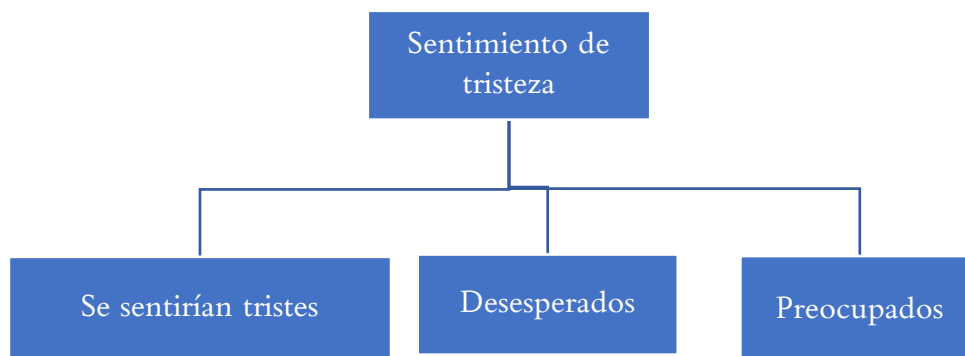 Sentimiento de
tristeza
Se sentirían tristes
Desesperados
Preocupados